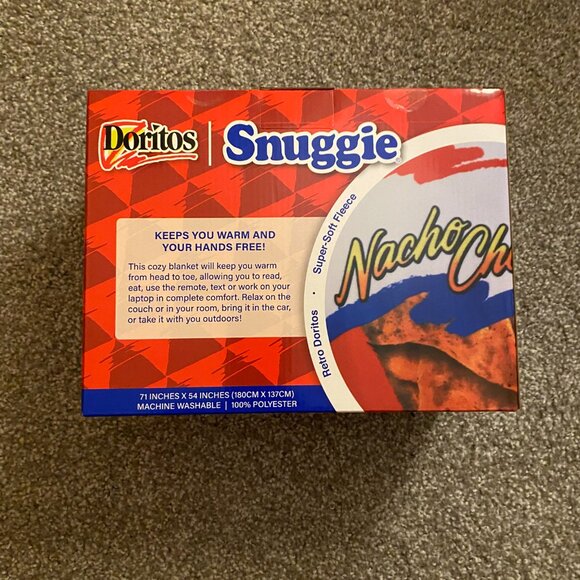 Doritos
Snuggie
KEEPS YOU WARM AND
YOUR HANDS FREE!
This cozy blanket will keep you warm
from head to toe, allowing you to read,
eat, use the remote, text or work on your
laptop in complete comfort. Relax on the
couch or in your room, bring it in the car,
or take it with you outdoors!
Retro Doritos · Super-Soft Fleece
Nacho Che
71 INCHES X 54 INCHES (180CM X 137CM)
MACHINE WASHABLE | 100% POLYESTER